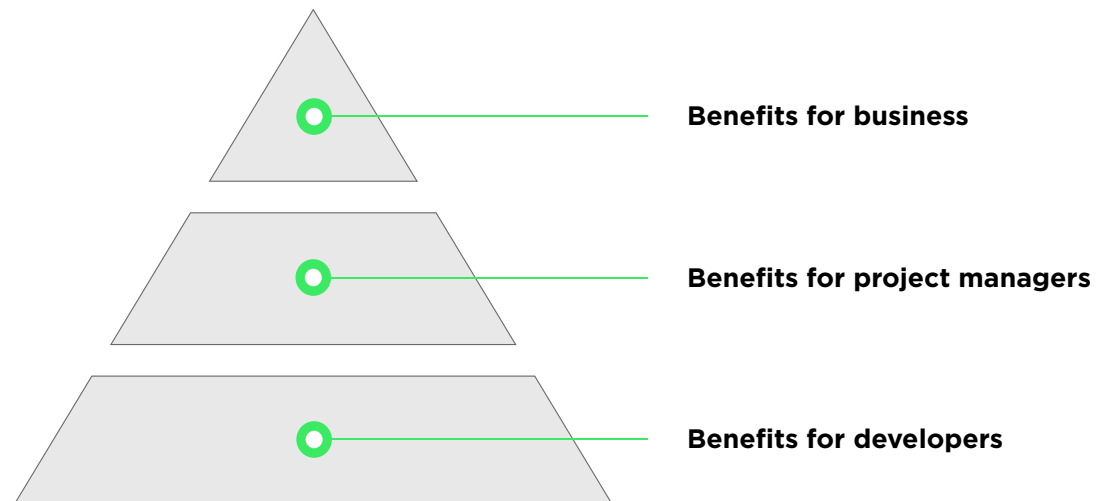 Benefits for business
Benefits for project managers
Benefits for developers